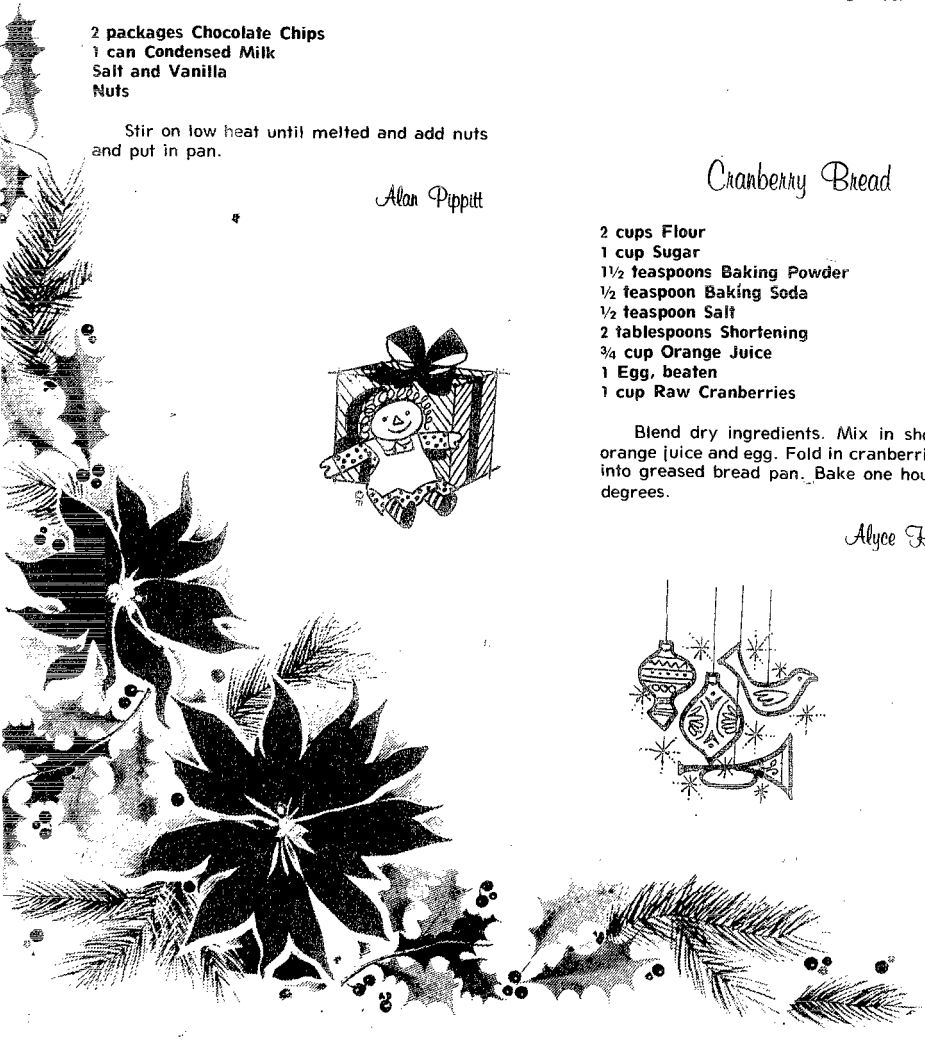 2 packages Chocolate Chips
1 can Condensed Milk
Salt and Vanilla
Nuts
Stir on low heat until melted and add nuts
and put in pan.
Alan Pippitt
Cranberry Bread
2 cups Flour
1 cup Sugar
1½ teaspoons Baking Powder
½ teaspoon Baking Soda
½ teaspoon Salt
2 tablespoons Shortening
¾ cup Orange Juice
1 Egg, beaten
1 cup Raw Cranberries
Blend dry ingredients. Mix in
orange juice and egg. Fold in
into greased bread pan. Bake one
degrees.
Alyce